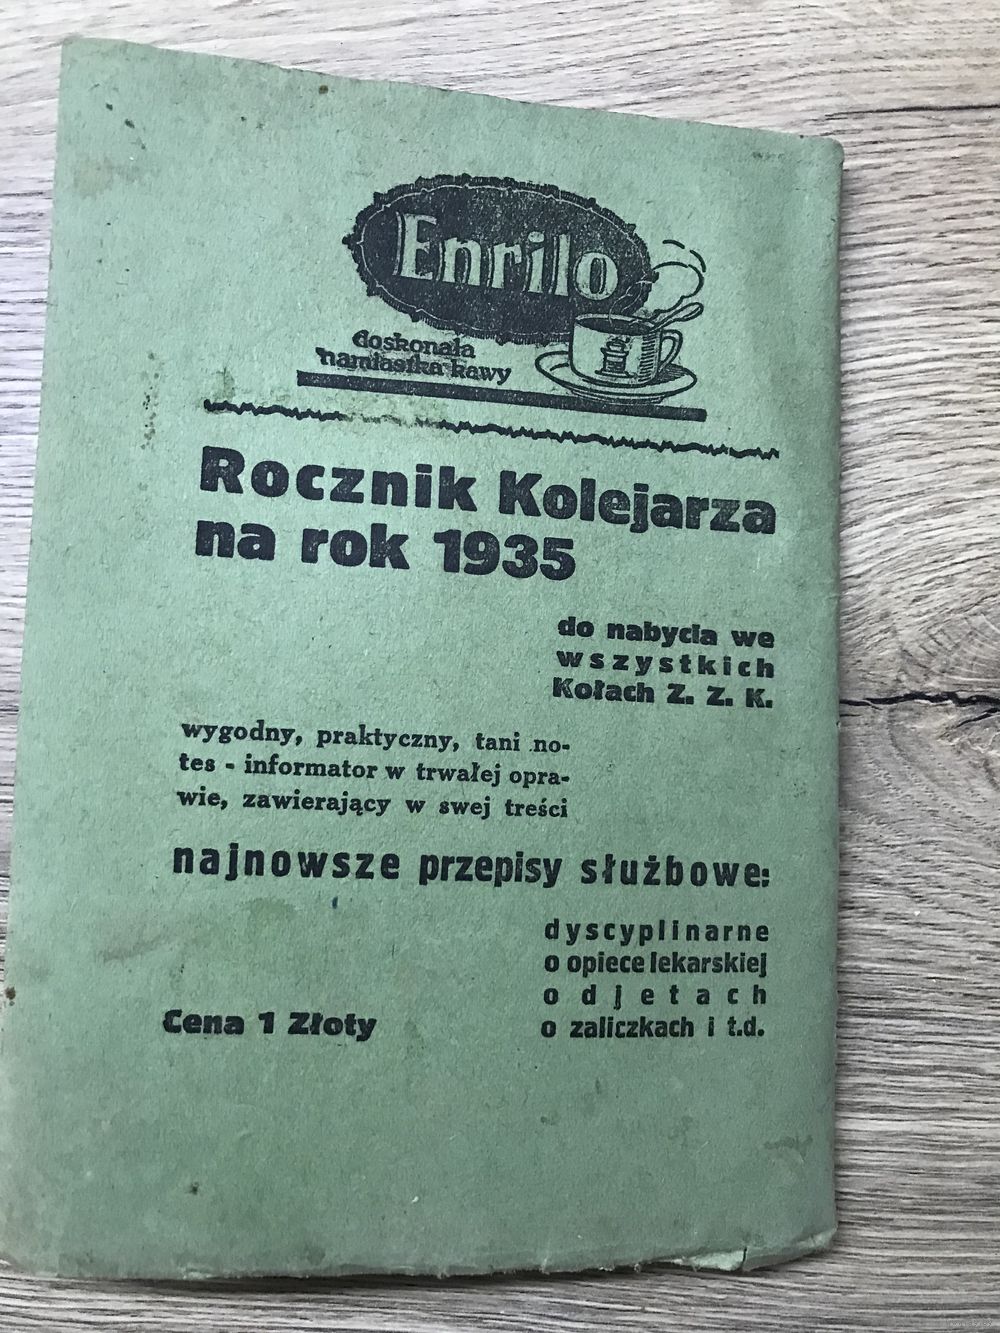 Enrilo
doskonała
namiastka kawy
Rocznik Kolejarza
na rok 1935
do nabycia we
wszystkich
Kołach Z. Z. K.
wygodny, praktyczny, tani no-
tes - informator w trwałej opra-
wie, zawierający w swej treści
najnowsze przepisy służbowe:
dyscyplinarne
o opiece lekarskiej
o djetach
o zaliczkach i t.d.
Cena 1 Złoty